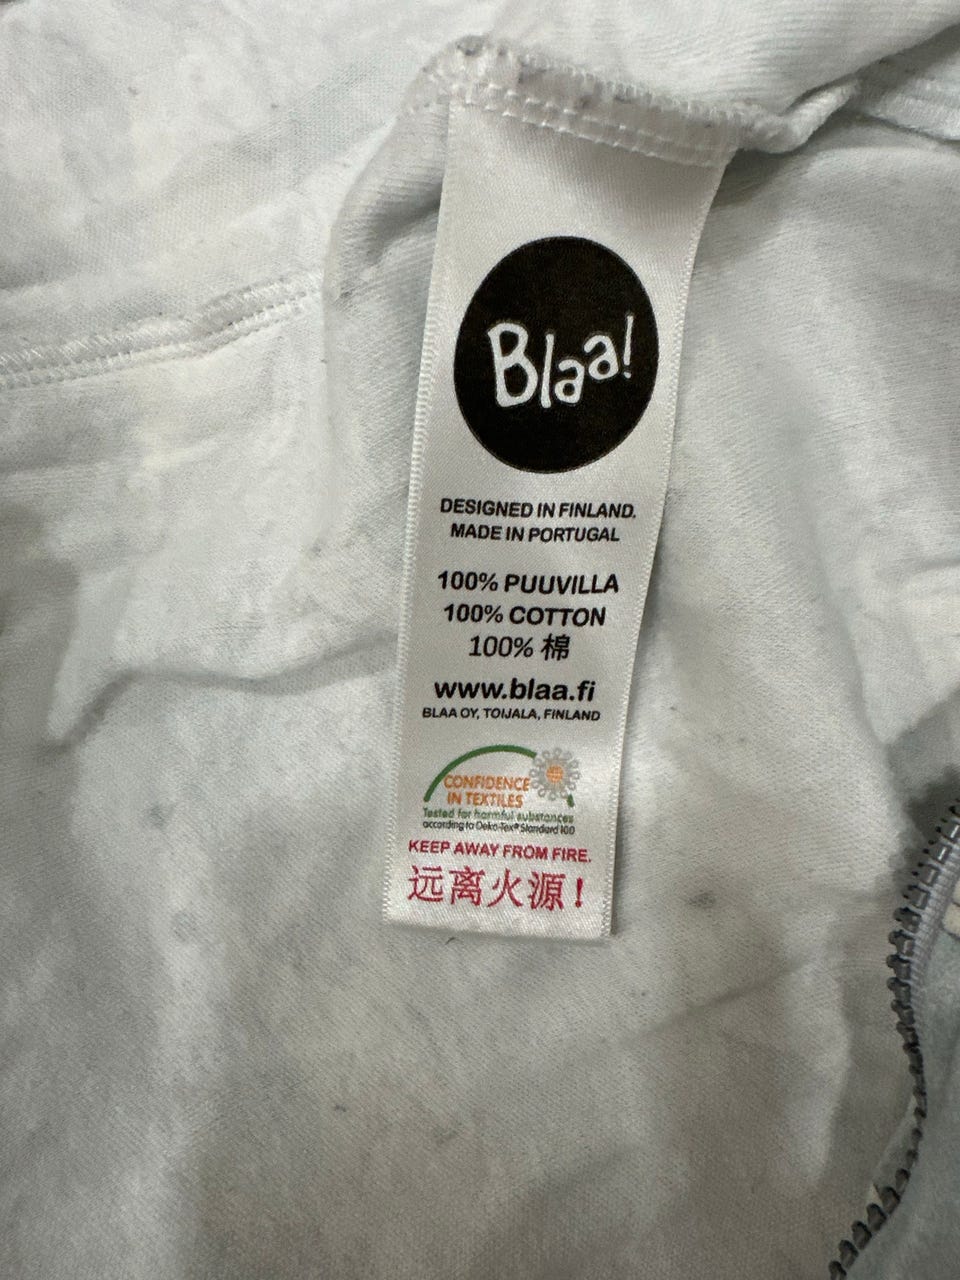 Blaa!
DESIGNED IN FINLAND.
MADE IN PORTUGAL
100% PUUVILLA
100% COTTON
100% 棉
www.blaa.fi
BLAA OY, TOIJALA, FINLAND
CONFIDENCE
IN TEXTILES
Tested for harmful substances
according to Oeko-Tex® Standard 100
KEEP AWAY FROM FIRE.
远离火源!